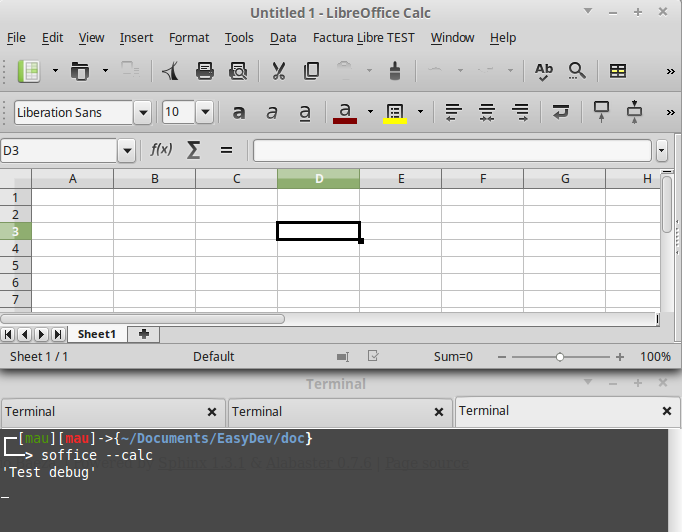 Untitled 1 - LibreOffice Calc
File Edit View Insert Format Tools Data Factura Libre TEST Window Help
Ab
»
Liberation Sans 10 a a a a »
D3 f(x) Σ =
A B C D E F G H
1
2
3
4
5
6
7
Sheet1
Sheet 1 / 1 Default Sum=0 100%
Terminal
Terminal Terminal Terminal
[mau][mau]->{~/Documents/EasyDev/doc}
> soffice --calc
'Test debug'
_